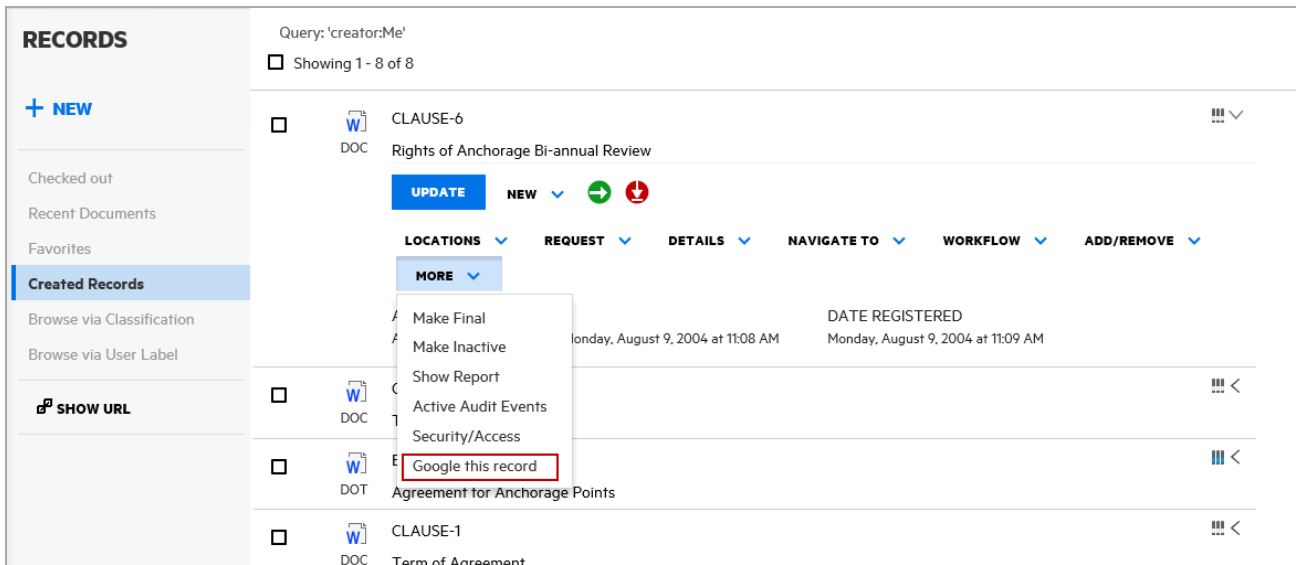 RECORDS
Query: 'creator:Me'
Showing 1 - 8 of 8
+ NEW
CLAUSE-6
DOC
Rights of Anchorage Bi-annual Review
Checked out
UPDATE NEW
Recent Documents
Favorites
LOCATIONS REQUEST DETAILS NAVIGATE TO WORKFLOW ADD/REMOVE
Created Records
MORE
Browse via Classification
Make Final
DATE REGISTERED
Monday, August 9, 2004 at 11:09 AM
Make Inactive
August 9, 2004 at 11:08 AM
Browse via User Label
Show Report
SHOW URL
Active Audit Events
DOC
Security/Access
Google this record
DOT
Agreement for Anchorage Points
CLAUSE-1
DOC
Term of Agreement